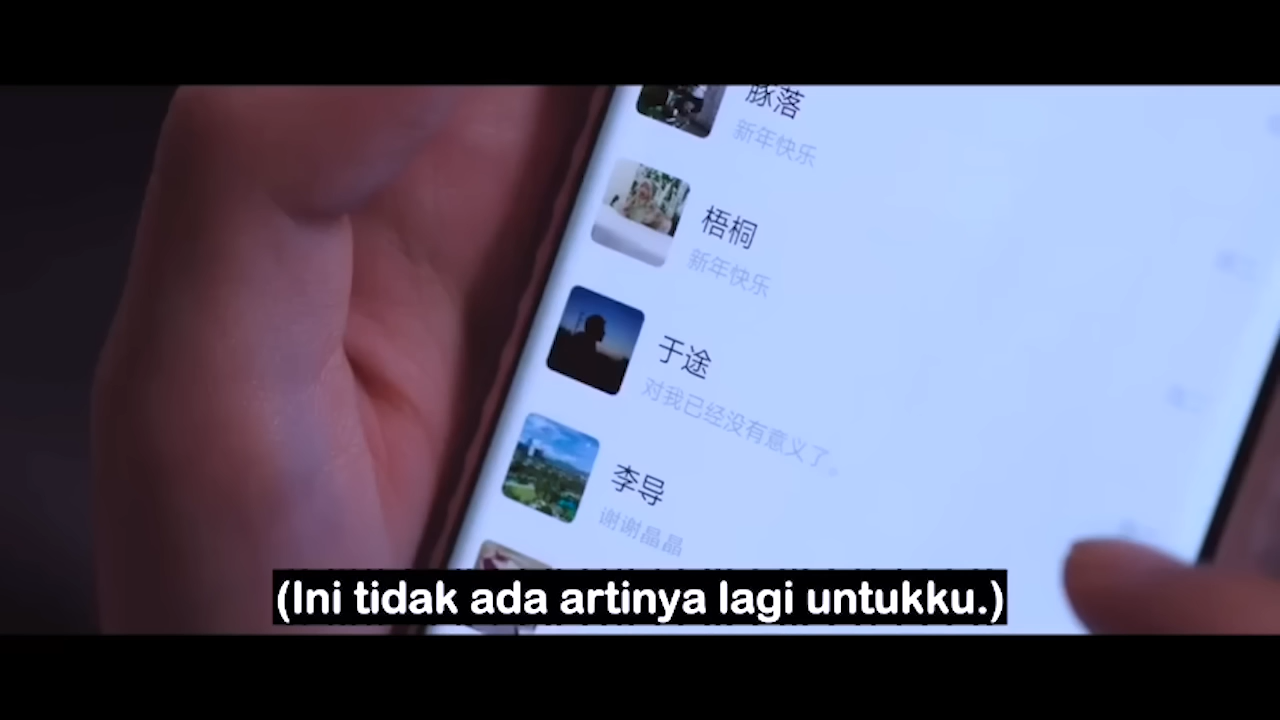 豚落
新年快乐
梧桐
新年快乐
于途
对我已经没有意义了。
李导
谢谢晶晶
(Ini tidak ada artinya lagi untukku.)